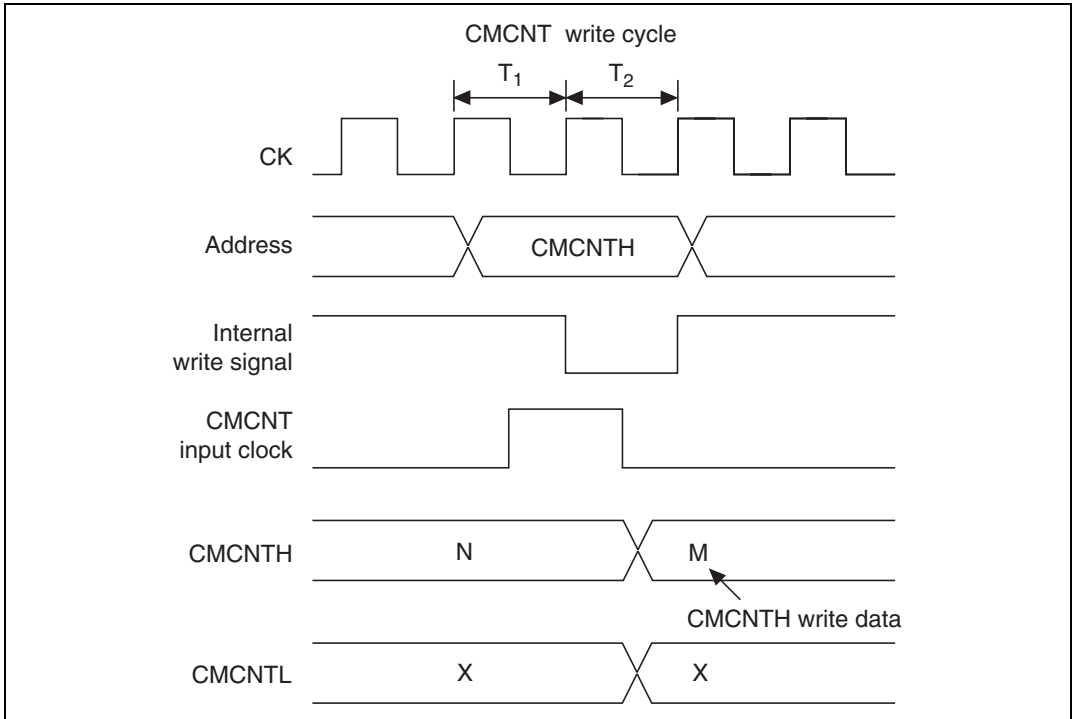 CMCNT write cycle
T1 T2
CK
Address CMCNTH
Internal
write signal
CMCNT
input clock
CMCNTH N M
CMCNTH write data
CMCNTL X X